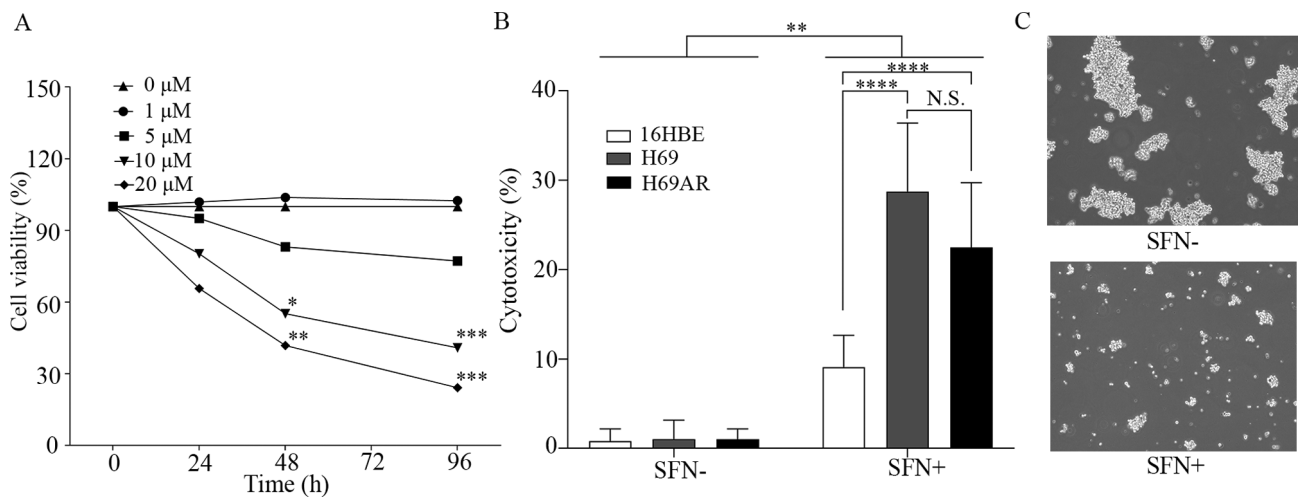 A
Cell viability (%)
150
120
90
60
30
0
0 μM
1 μM
5 μM
10 μM
20 μM
*
**
***
***
0
24
48
72
96
Time (h)
B
Cytotoxicity (%)
40
30
20
10
0
**
****
****
N.S.
16HBE
H69
H69AR
SFN-
SFN+
C
SFN-
SFN+